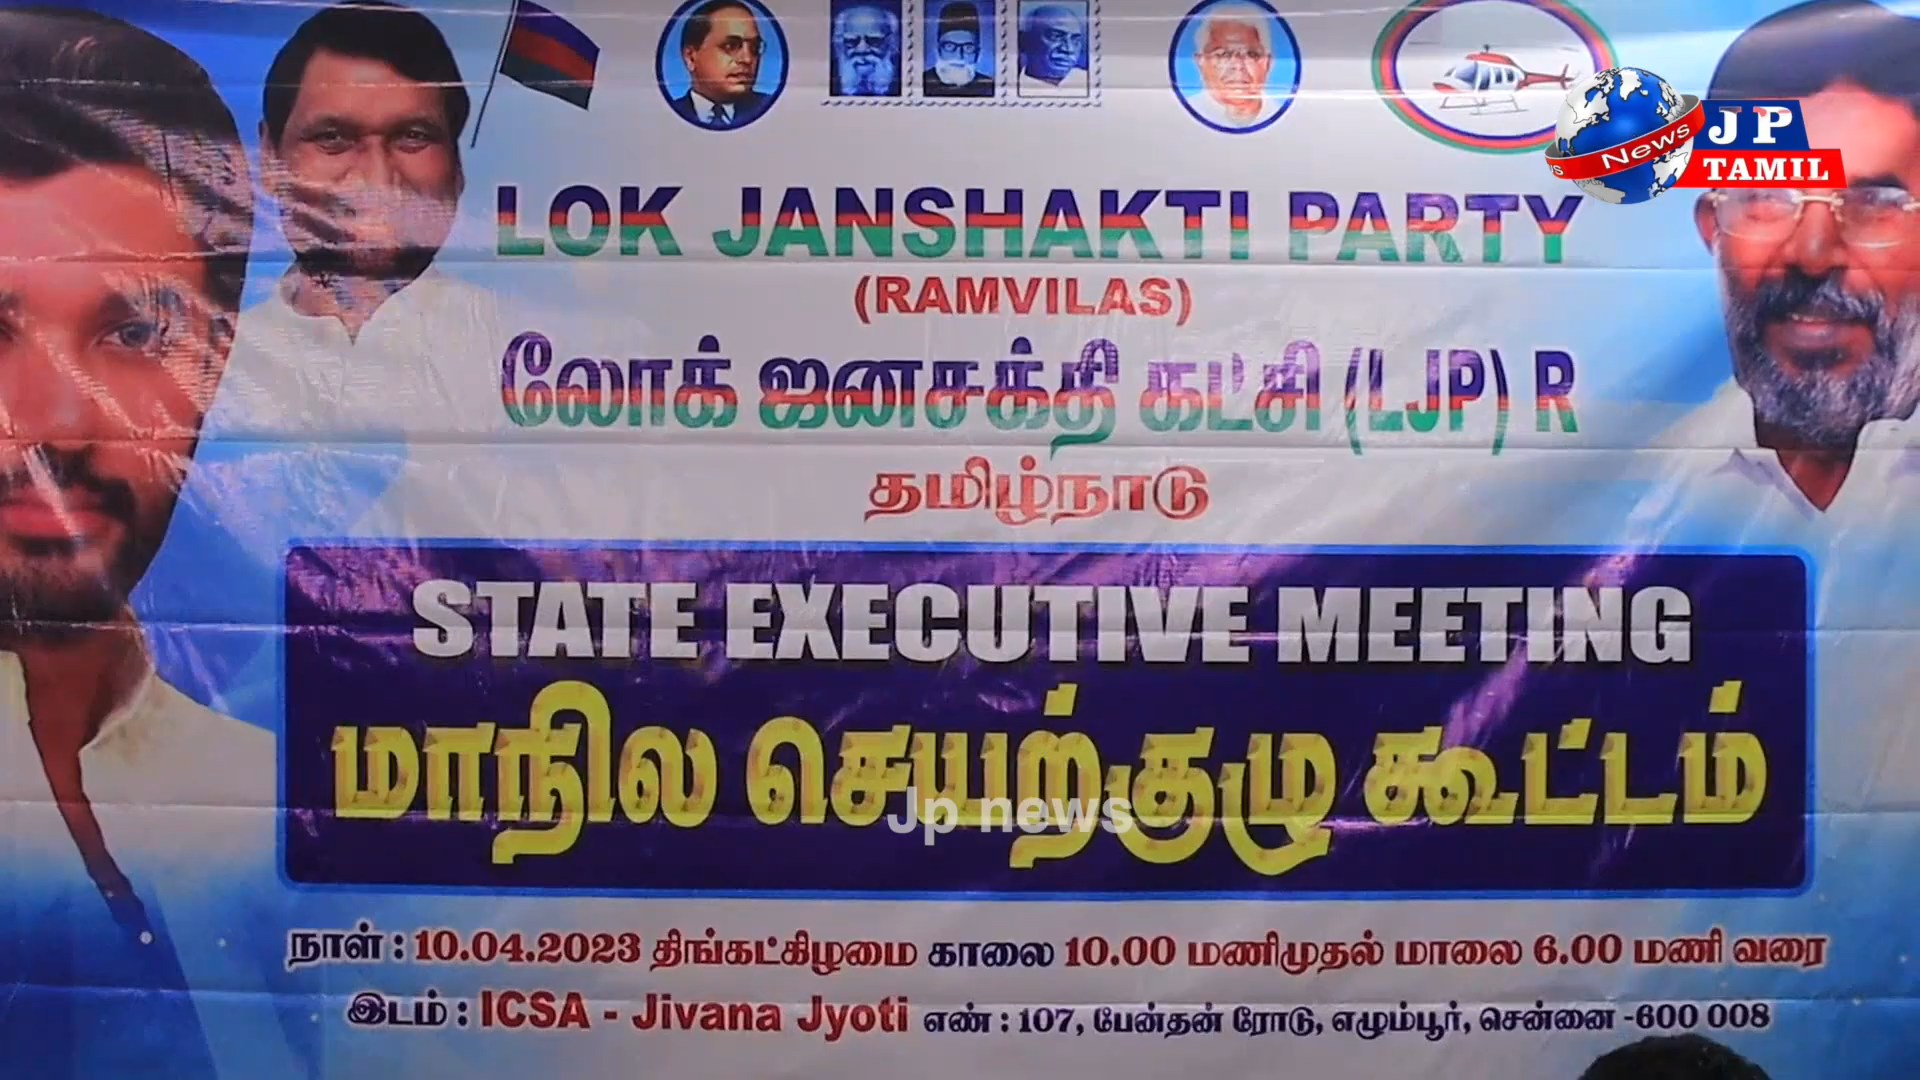 News
JP
TAMIL
LOK JANSHAKTI PARTY
(RAMVILAS)
லோக் ஜனசக்தி கட்சி (LJP) R
தமிழ்நாடு
STATE EXECUTIVE MEETING
மாநில செயற்குழு கூட்டம்
Jp news
நாள் : 10.04.2023 திங்கட்கிழமை காலை 10.00 மணிமுதல் மாலை 6.00 மணி வரை
இடம் : ICSA - Jivana Jyoti எண் : 107, பேன்தன் ரோடு, எழும்பூர், சென்னை -600 008